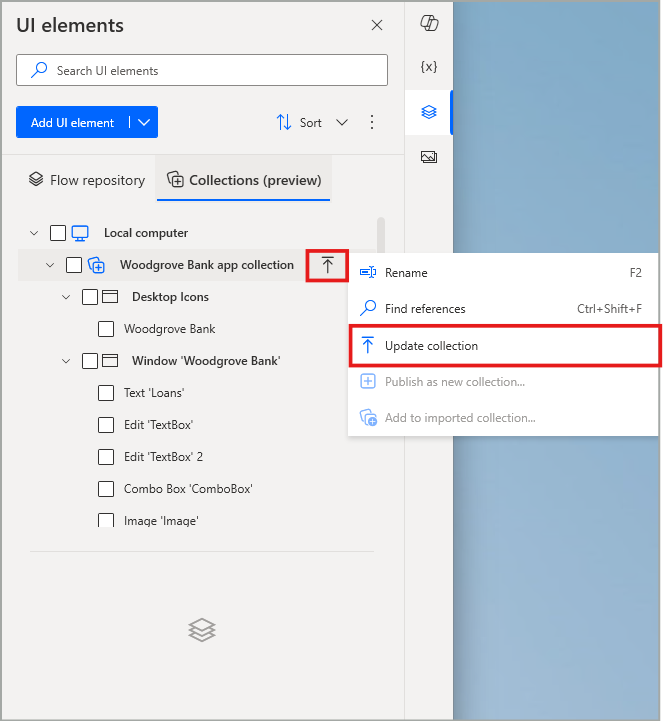 UI elements
Search UI elements
Add UI element
Sort
{x}
Flow repository
Collections (preview)
Local computer
Woodgrove Bank app collection
Desktop Icons
Woodgrove Bank
Window 'Woodgrove Bank'
Text 'Loans'
Edit 'TextBox'
Edit 'TextBox' 2
Combo Box 'ComboBox'
Image 'Image'
Rename F2
Find references Ctrl+Shift+F
Update collection
Publish as new collection...
Add to imported collection...